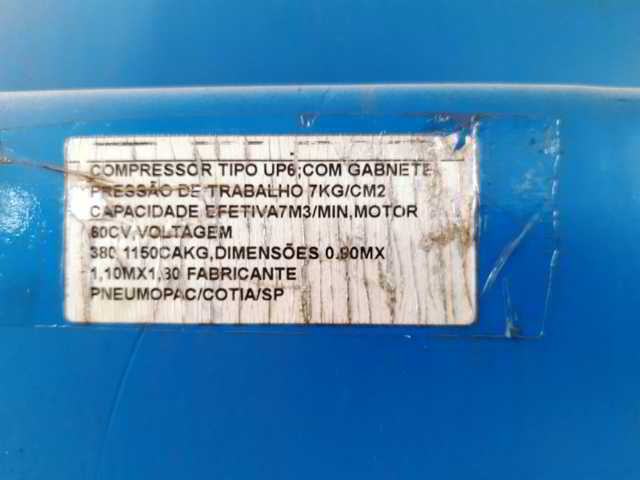 COMPRESSOR TIPO UP6;COM GABNETE
PRESSÃO DE TRABALHO 7KG/CM2
CAPACIDADE EFETIVA7M3/MIN,MOTOR
60CV,VOLTAGEM
380 1150CAKG,DIMENSÕES 0.90MX
1,10MX1,30 FABRICANTE
PNEUMOPAC/COTIA/SP